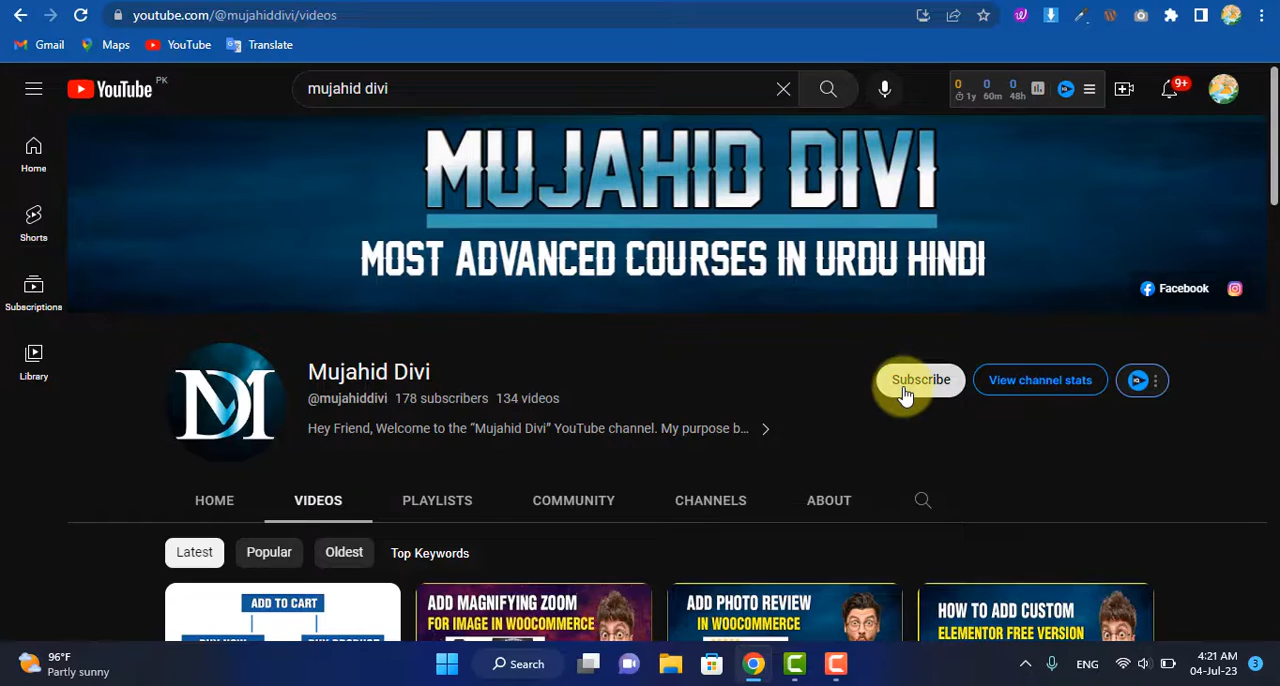 youtube.com/@mujahiddivi/videos
Gmail Maps YouTube Translate
YouTube PK
mujahid divi
0 0 0
1y 60m 48h
9+
Home
Shorts
Subscriptions
Library
MUJAHID DIVI
MOST ADVANCED COURSES IN URDU HINDI
Facebook
MDI
Mujahid Divi
@mujahiddivi 178 subscribers 134 videos
Hey Friend, Welcome to the “Mujahid Divi” YouTube channel. My purpose b...
Subscribe
View channel stats
HOME VIDEOS PLAYLISTS COMMUNITY CHANNELS ABOUT
Latest Popular Oldest Top Keywords
ADD TO CART
ADD MAGNIFYING ZOOM
FOR IMAGE IN WOOCOMMERCE
ADD PHOTO REVIEW
IN WOOCOMMERCE
HOW TO ADD CUSTOM
ELEMENTOR FREE VERSION
96°F
Partly sunny
Search
ENG
4:21 AM
04-Jul-23
3